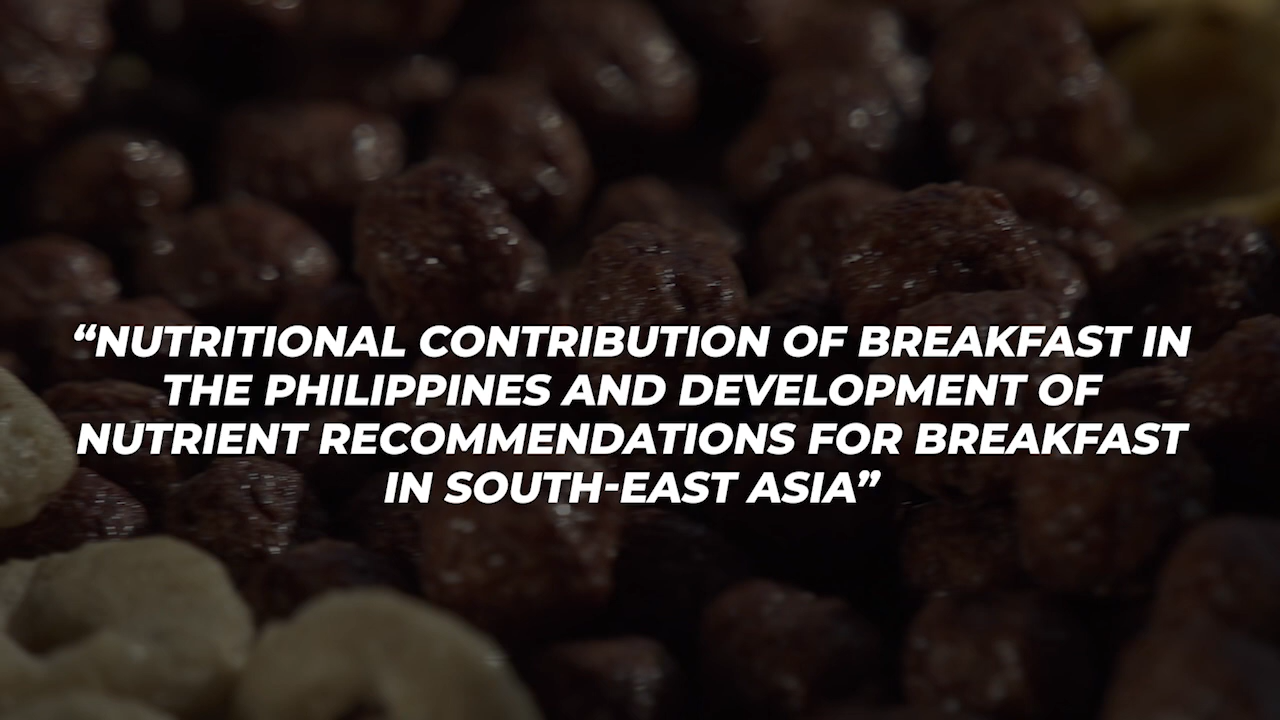 “NUTRITIONAL CONTRIBUTION OF BREAKFAST IN
THE PHILIPPINES AND DEVELOPMENT OF
NUTRIENT RECOMMENDATIONS FOR BREAKFAST
IN SOUTH-EAST ASIA”